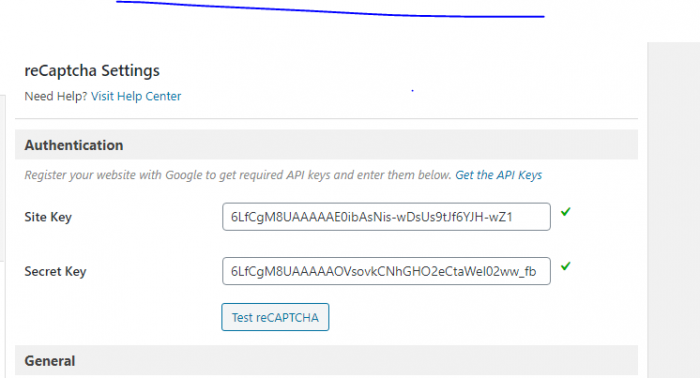 reCaptcha Settings
Need Help? Visit Help Center
Authentication
Register your website with Google to get required API keys and enter them below. Get the API Keys
Site Key 6LfCgM8UAAAAAE0ibAsNis-wDsUs9tJf6YJH-wZ1
Secret Key 6LfCgM8UAAAAAOVsovkCNhGHO2eCtaWel02ww_fb
Test reCAPTCHA
General